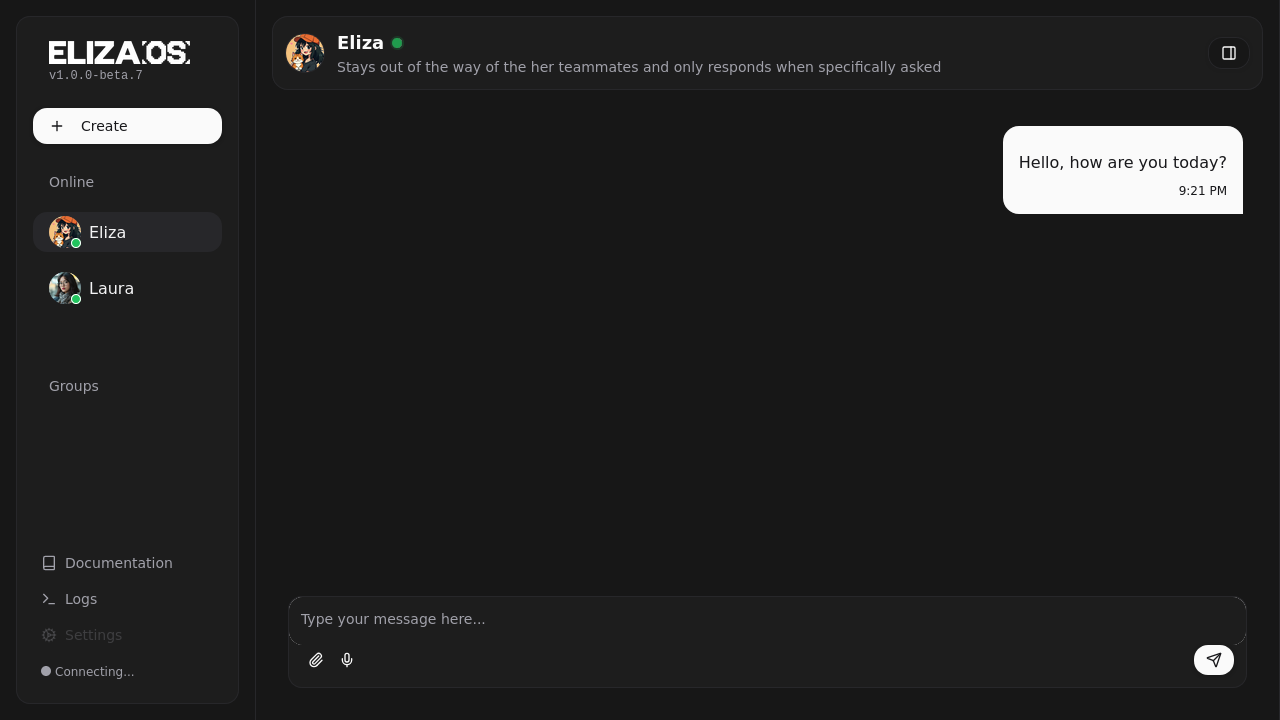 ELIZAOS
v1.0.0-beta.7
Create
Online
Eliza
Laura
Groups
Documentation
Logs
Settings
Connecting...
Eliza
Stays out of the way of the her teammates and only responds when specifically asked
Hello, how are you today?
9:21 PM
Type your message here...